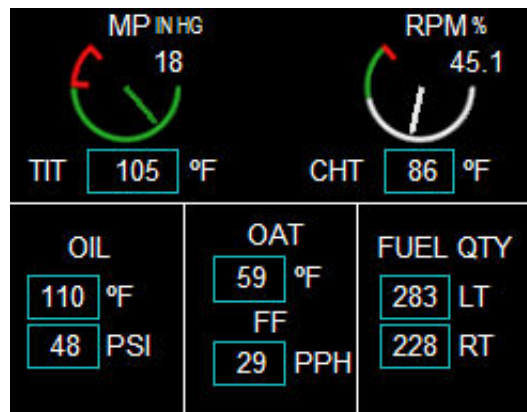 MP IN HG
18
RPM %
45.1
TIT 105 ºF
CHT 86 ºF
OIL
110 ºF
48 PSI
OAT
59 ºF
FF
29 PPH
FUEL QTY
283 LT
228 RT